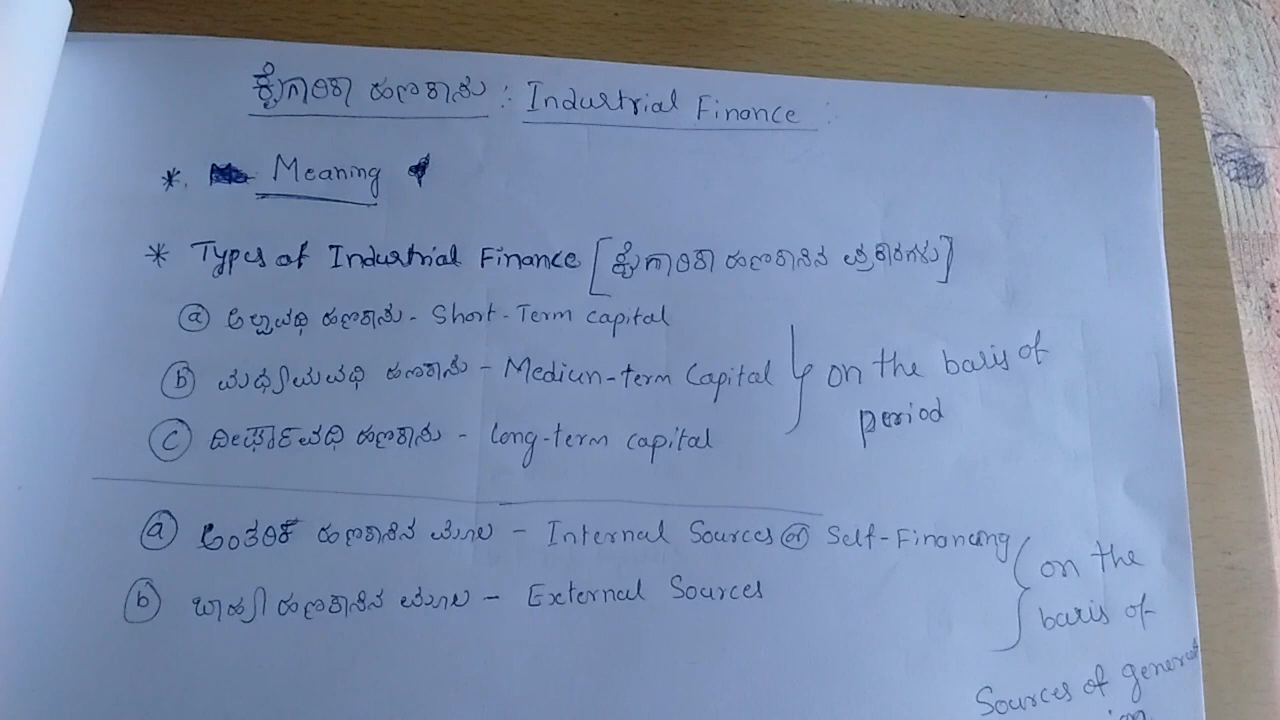 ಕೈಗಾರಿಕಾ ಹಣಕಾಸು : Industrial Finance
* Meaning
* Types of Industrial Finance [ಕೈಗಾರಿಕಾ ಹಣಕಾಸಿನ ಪ್ರಕಾರಗಳು]
ⓐ ಅಲ್ಪಾವಧಿ ಹಣಕಾಸು - Short-Term capital
ⓑ ಮಧ್ಯಮಾವಧಿ ಹಣಕಾಸು - Medium-term Capital
on the basis of
period
ⓒ ದೀರ್ಘಾವಧಿ ಹಣಕಾಸು - long-term capital
ⓐ ಆಂತರಿಕ ಹಣಕಾಸಿನ ಮೂಲ - Internal Sources or Self-Financing
ⓑ ಬಾಹ್ಯ ಹಣಕಾಸಿನ ಮೂಲ - External Sources
on the
basis of
Sources of generat
ion